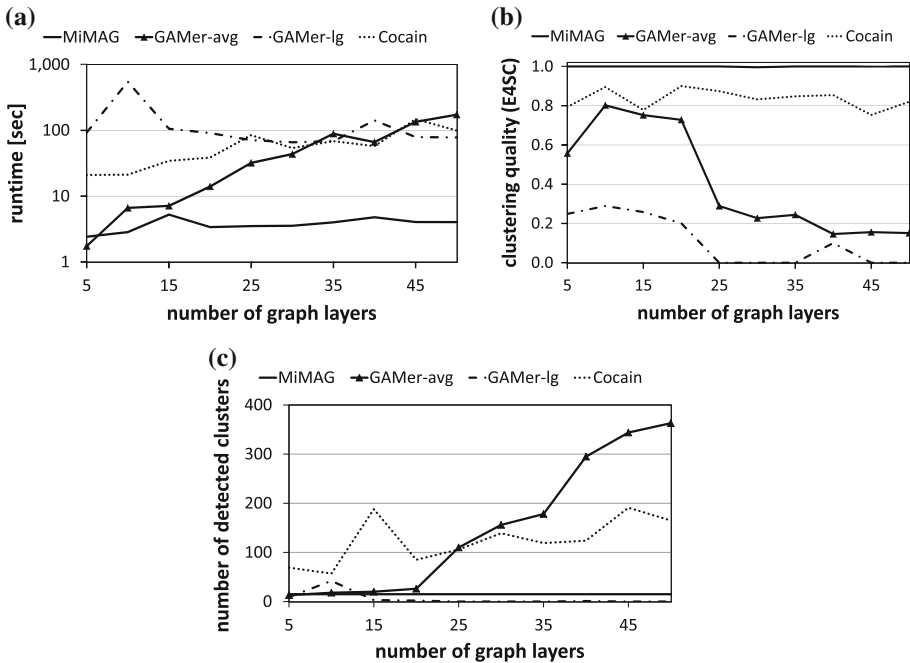 (a)
MiMAG GAMer-avg GAMer-lg Cocain
runtime [sec]
1,000
100
10
1
5 15 25 35 45
number of graph layers
(b)
MiMAG GAMer-avg GAMer-lg Cocain
clustering quality (E4SC)
1.0
0.8
0.6
0.4
0.2
0.0
5 15 25 35 45
number of graph layers
(c)
MiMAG GAMer-avg GAMer-lg Cocain
number of detected clusters
400
300
200
100
0
5 15 25 35 45
number of graph layers